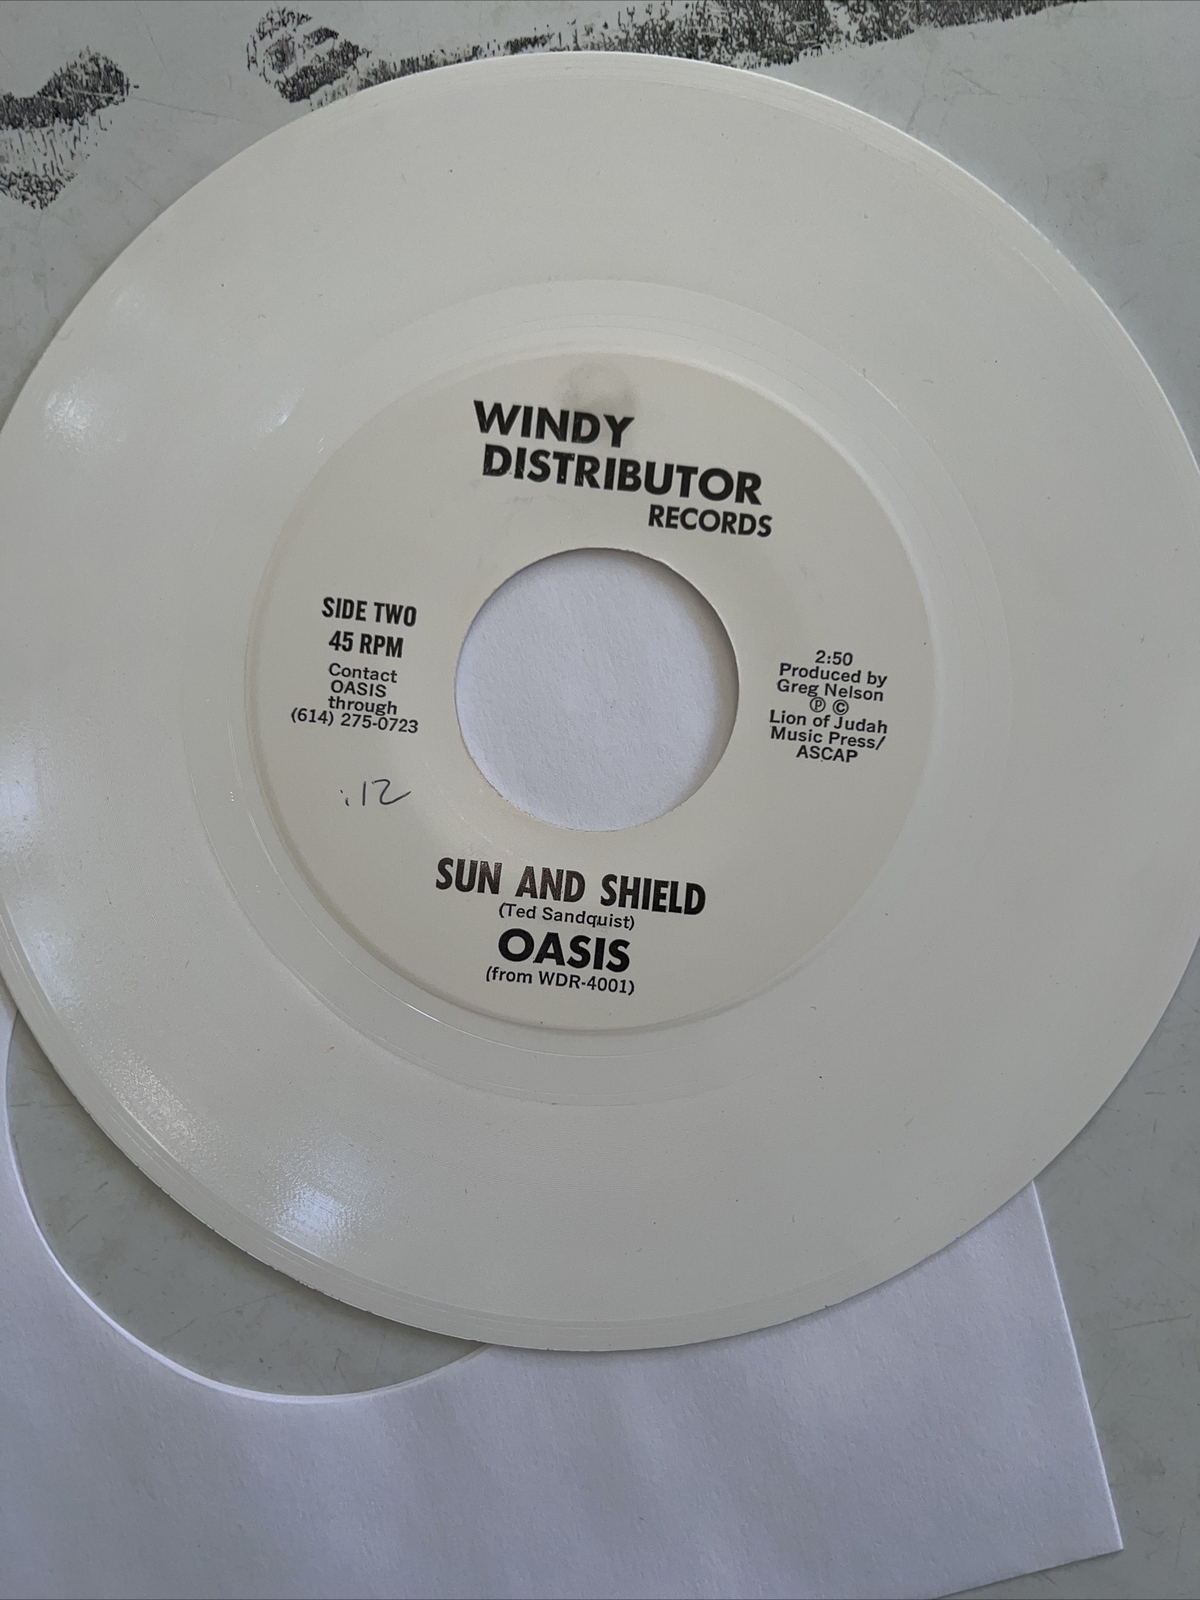 WINDY
DISTRIBUTOR
RECORDS
SIDE TWO
45 RPM
Contact
OASIS
through
(614) 275-0723
:12
2:50
Produced by
Greg Nelson
Ⓟ ©
Lion of Judah
Music Press/
ASCAP
SUN AND SHIELD
(Ted Sandquist)
OASIS
(from WDR-4001)